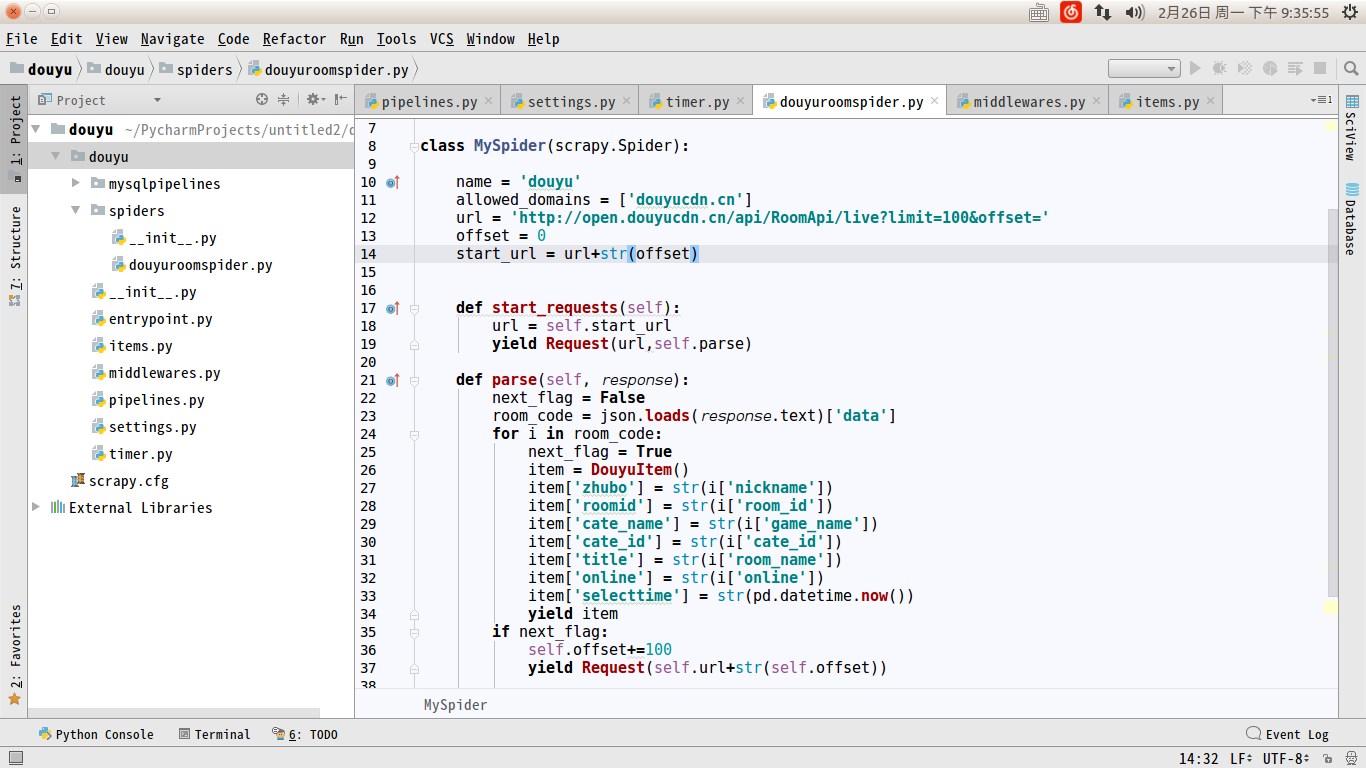 2月26日 周一 下午 9:35:55
File Edit View Navigate Code Refactor Run Tools VCS Window Help
douyu douyu spiders douyuroomspider.py
Project
pipelines.py settings.py timer.py douyuroomspider.py middlewares.py items.py
1
1: Project
7: Structure
2: Favorites
douyu ~/PycharmProjects/untitled2/d
douyu
mysqlpipelines
spiders
__init__.py
douyuroomspider.py
__init__.py
entrypoint.py
items.py
middlewares.py
pipelines.py
settings.py
timer.py
scrapy.cfg
External Libraries
7
8 class MySpider(scrapy.Spider):
9
10 name = 'douyu'
11 allowed_domains = ['douyucdn.cn']
12 url = 'http://open.douyucdn.cn/api/RoomApi/live?limit=100&offset='
13 offset = 0
14 start_url = url+str(offset)
15
16
17 def start_requests(self):
18 url = self.start_url
19 yield Request(url,self.parse)
20
21 def parse(self, response):
22 next_flag = False
23 room_code = json.loads(response.text)['data']
24 for i in room_code:
25 next_flag = True
26 item = DouyuItem()
27 item['zhubo'] = str(i['nickname'])
28 item['roomid'] = str(i['room_id'])
29 item['cate_name'] = str(i['game_name'])
30 item['cate_id'] = str(i['cate_id'])
31 item['title'] = str(i['room_name'])
32 item['online'] = str(i['online'])
33 item['selecttime'] = str(pd.datetime.now())
34 yield item
35 if next_flag:
36 self.offset+=100
37 yield Request(self.url+str(self.offset))
38
MySpider
SciView
Database
Python Console Terminal 6: TODO Event Log
14:32 LF UTF-8